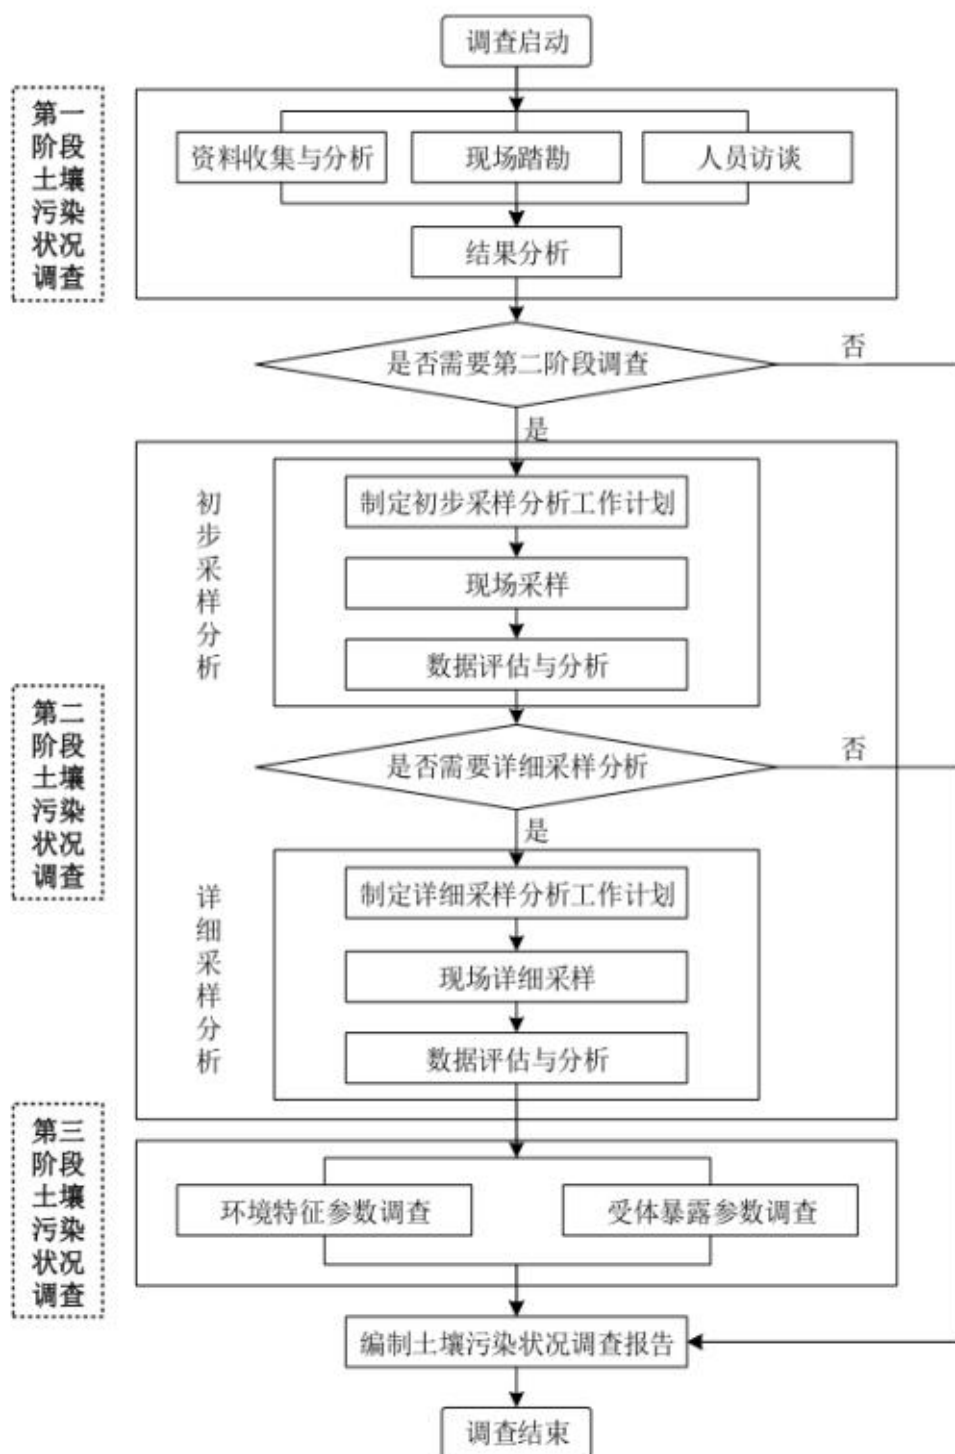 调查启动
第一
阶段
土壤
污染
状况
调查
资料收集与分析
现场踏勘
人员访谈
结果分析
是否需要第二阶段调查
否
是
第二
阶段
土壤
污染
状况
调查
初
步
采
样
分
析
制定初步采样分析工作计划
现场采样
数据评估与分析
是否需要详细采样分析
否
是
详
细
采
样
分
析
制定详细采样分析工作计划
现场详细采样
数据评估与分析
第三
阶段
土壤
污染
状况
调查
环境特征参数调查
受体暴露参数调查
编制土壤污染状况调查报告
调查结束